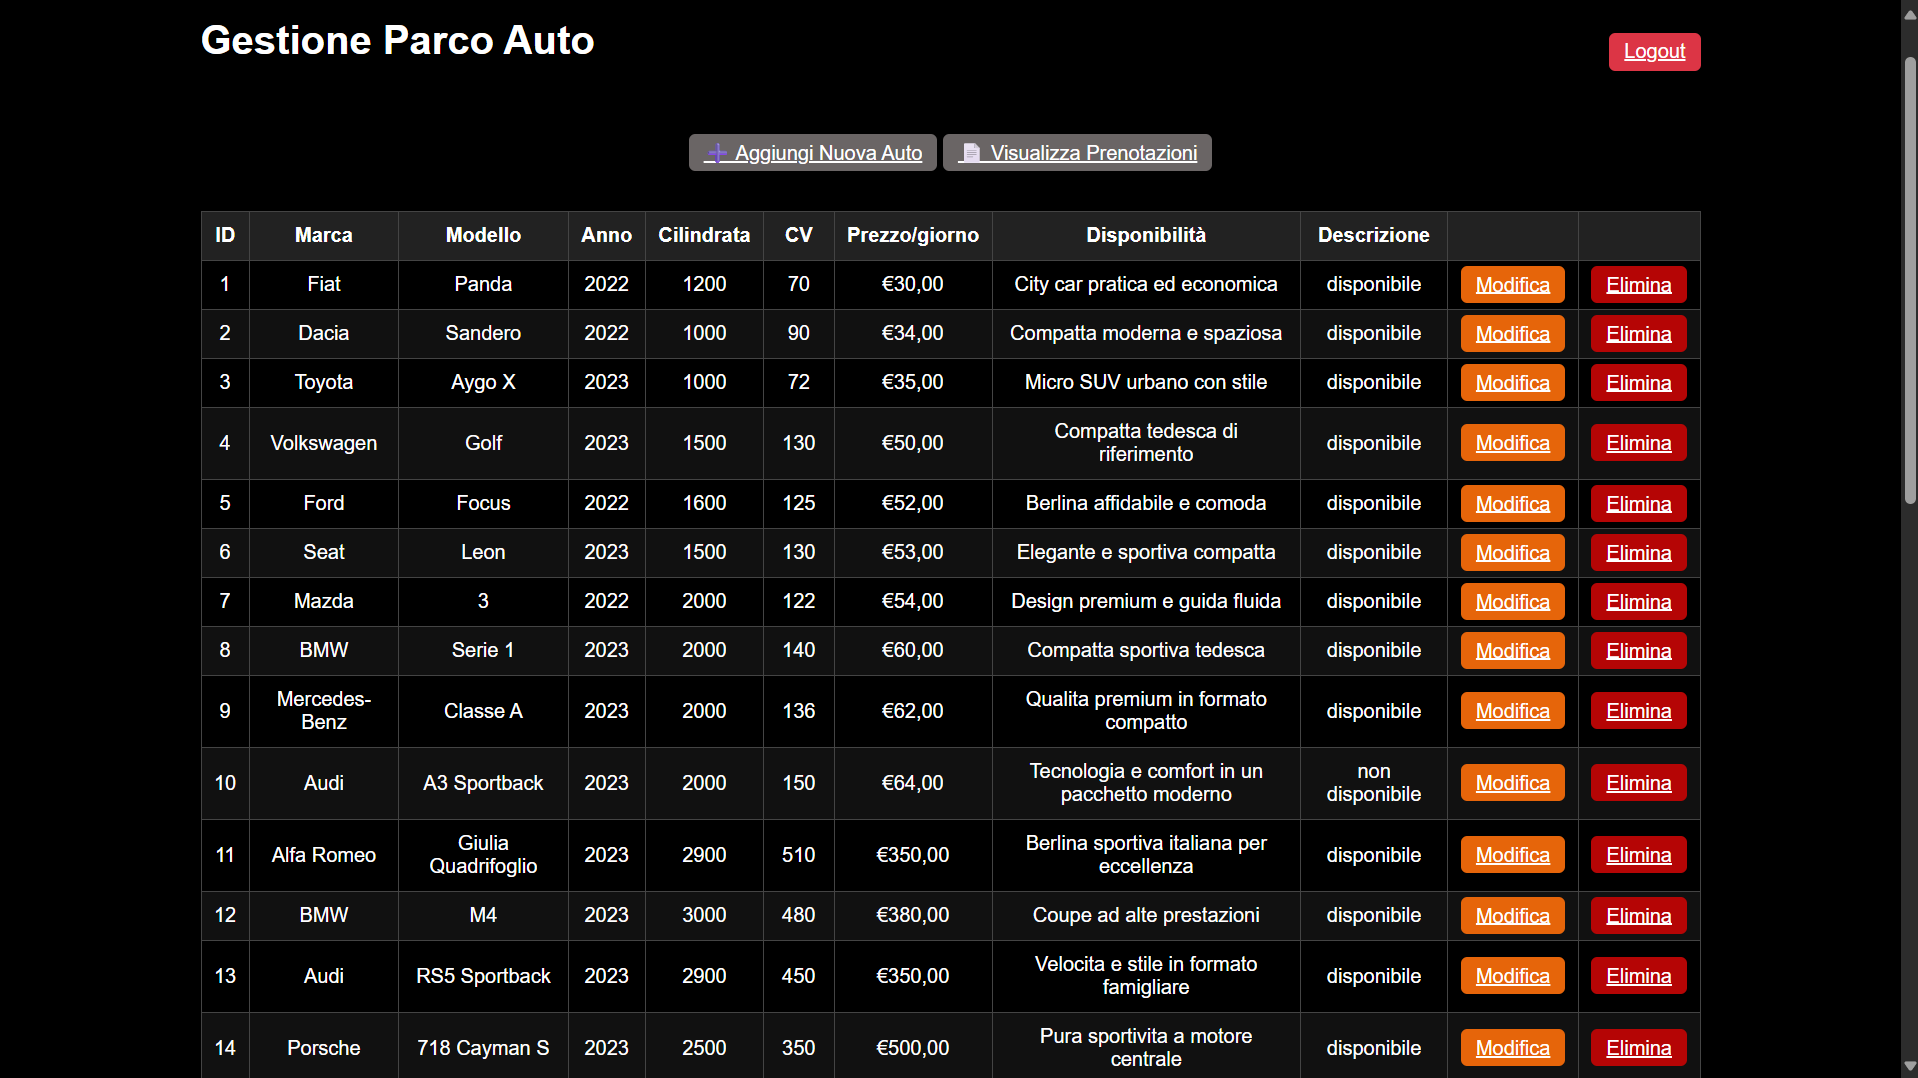 Gestione Parco Auto
Logout
➕ Aggiungi Nuova Auto 📄 Visualizza Prenotazioni
ID Marca Modello Anno Cilindrata CV Prezzo/giorno Disponibilità Descrizione
1 Fiat Panda 2022 1200 70 €30,00 City car pratica ed economica disponibile Modifica Elimina
2 Dacia Sandero 2022 1000 90 €34,00 Compatta moderna e spaziosa disponibile Modifica Elimina
3 Toyota Aygo X 2023 1000 72 €35,00 Micro SUV urbano con stile disponibile Modifica Elimina
4 Volkswagen Golf 2023 1500 130 €50,00 Compatta tedesca di riferimento disponibile Modifica Elimina
5 Ford Focus 2022 1600 125 €52,00 Berlina affidabile e comoda disponibile Modifica Elimina
6 Seat Leon 2023 1500 130 €53,00 Elegante e sportiva compatta disponibile Modifica Elimina
7 Mazda 3 2022 2000 122 €54,00 Design premium e guida fluida disponibile Modifica Elimina
8 BMW Serie 1 2023 2000 140 €60,00 Compatta sportiva tedesca disponibile Modifica Elimina
9 Mercedes-Benz Classe A 2023 2000 136 €62,00 Qualita premium in formato compatto disponibile Modifica Elimina
10 Audi A3 Sportback 2023 2000 150 €64,00 Tecnologia e comfort in un pacchetto moderno non disponibile Modifica Elimina
11 Alfa Romeo Giulia Quadrifoglio 2023 2900 510 €350,00 Berlina sportiva italiana per eccellenza disponibile Modifica Elimina
12 BMW M4 2023 3000 480 €380,00 Coupe ad alte prestazioni disponibile Modifica Elimina
13 Audi RS5 Sportback 2023 2900 450 €350,00 Velocita e stile in formato famigliare disponibile Modifica Elimina
14 Porsche 718 Cayman S 2023 2500 350 €500,00 Pura sportivita a motore centrale disponibile Modifica Elimina